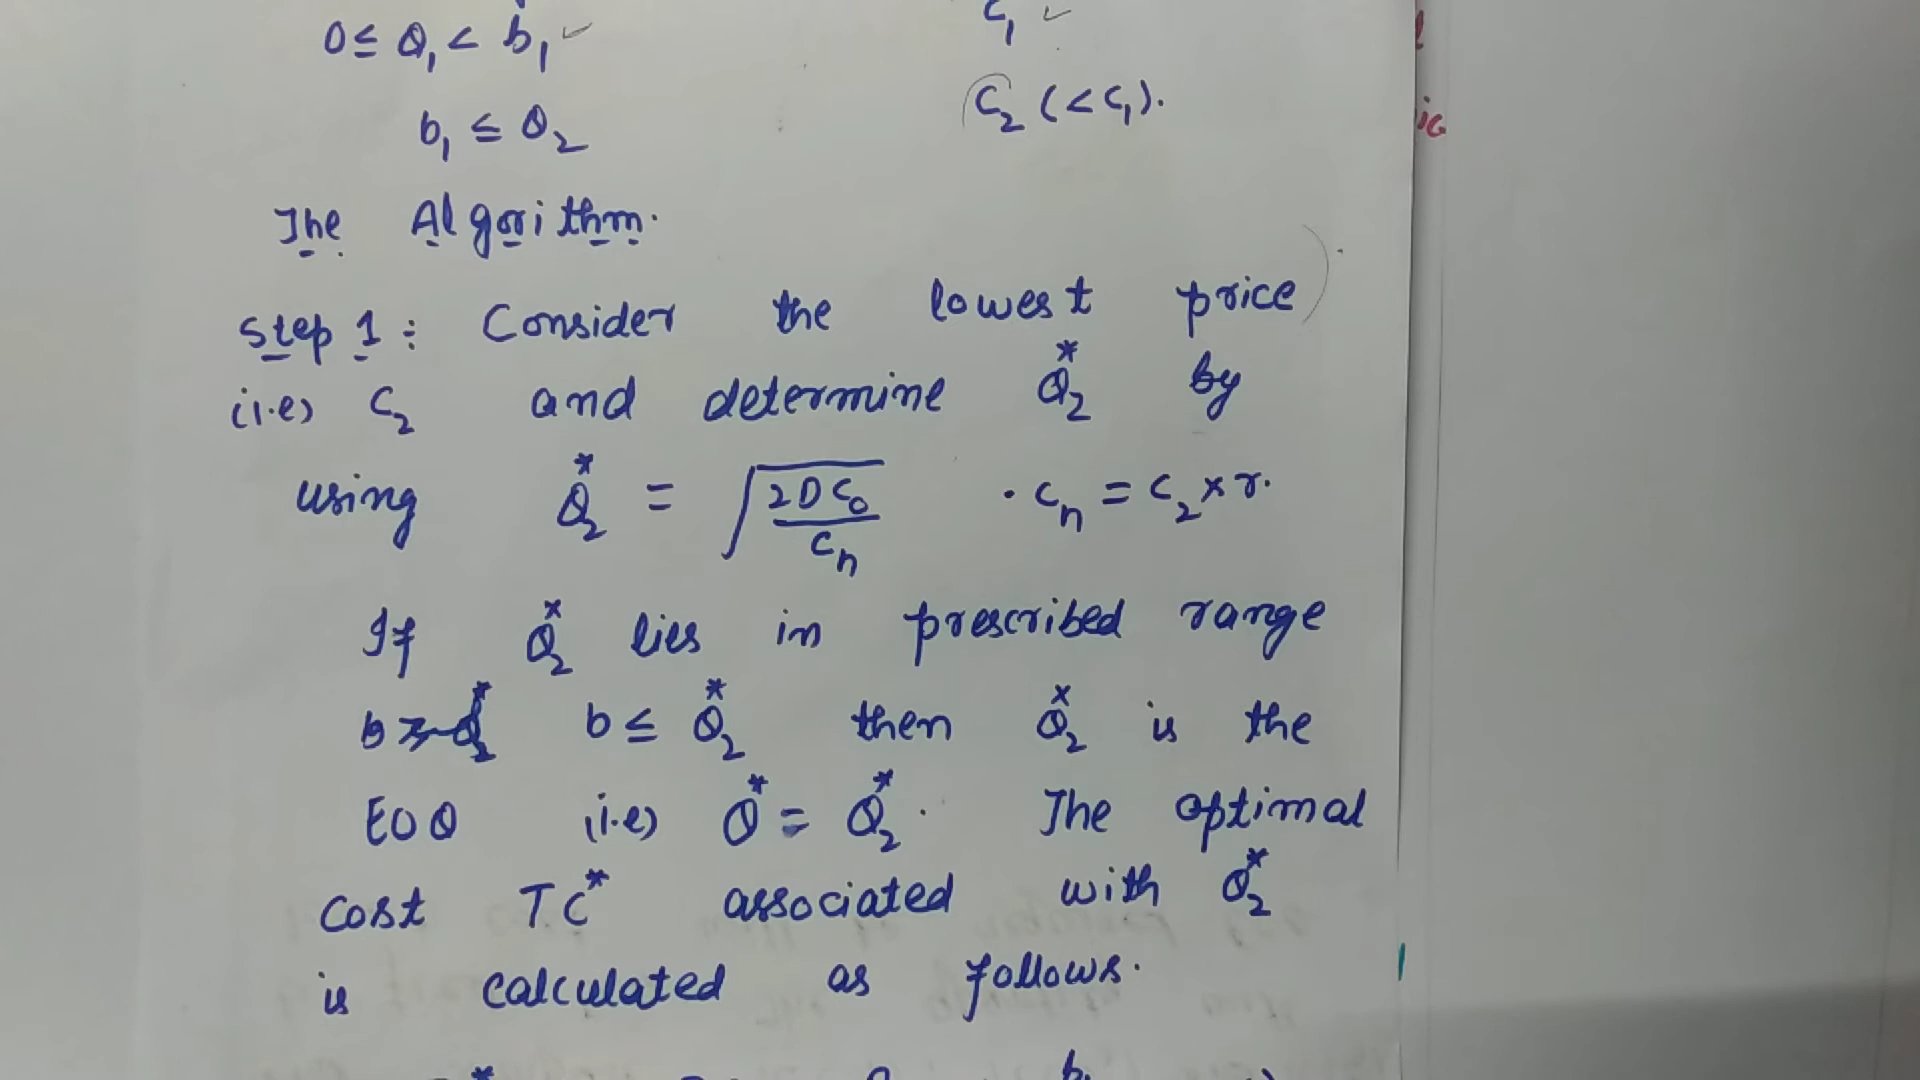 0 ≤ Q₁ < b₁ ✓ C₁ ✓
b₁ ≤ Q₂ C₂ (< C₁).
The Algorithm.
Step 1: Consider the lowest price
(i.e) C₂ and determine Q₂* by
using Q₂* = √(2DC₀/Cₕ) . Cₕ = C₂ × r.
If Q₂* lies in prescribed range
b ≤ Q₂* then Q₂* is the
EOQ (i.e) Q* = Q₂*. The optimal
cost TC* associated with Q₂*
is calculated as follows.